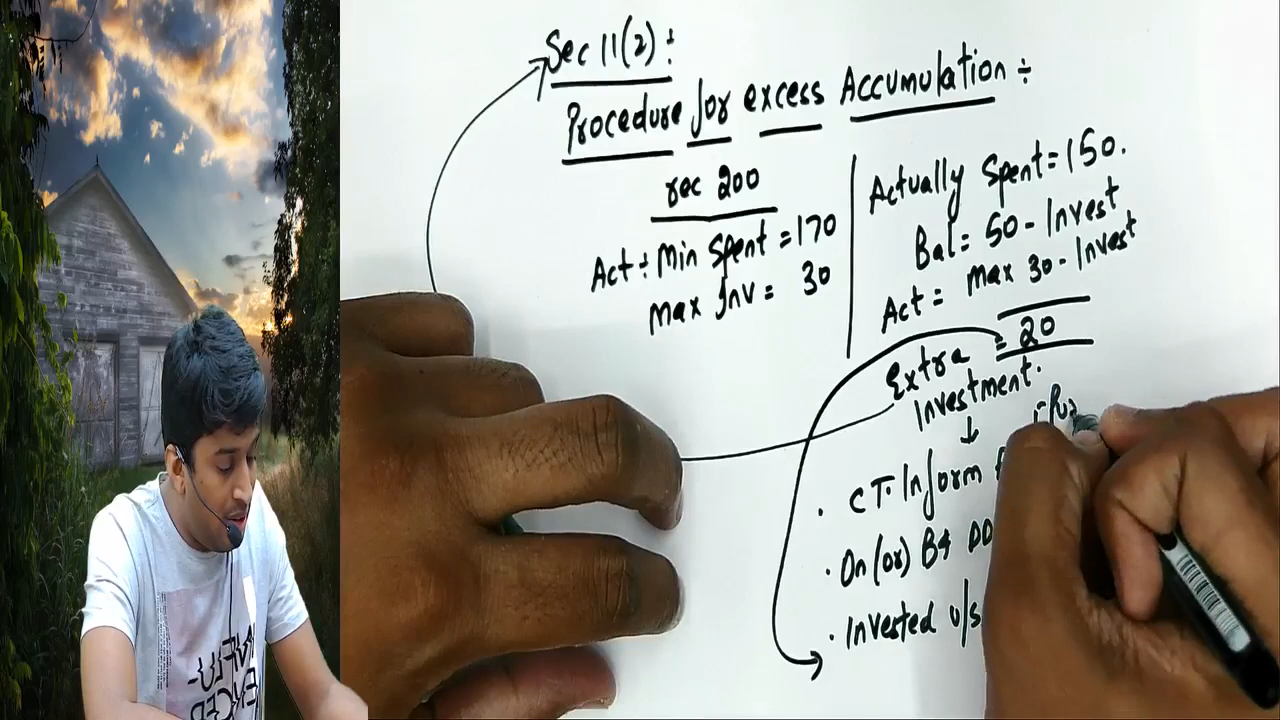 Sec 11(2) ÷
Procedure for excess Accumulation ÷
rec 200
Act ÷ Min Spent = 170
max Inv = 30
Actually Spent = 150.
Bal = 50 - Invest
Act = max 30 - Invest
Extra = 20
Investment.
↓
• CT. Inform
• On (or) B4
• Invested u/s